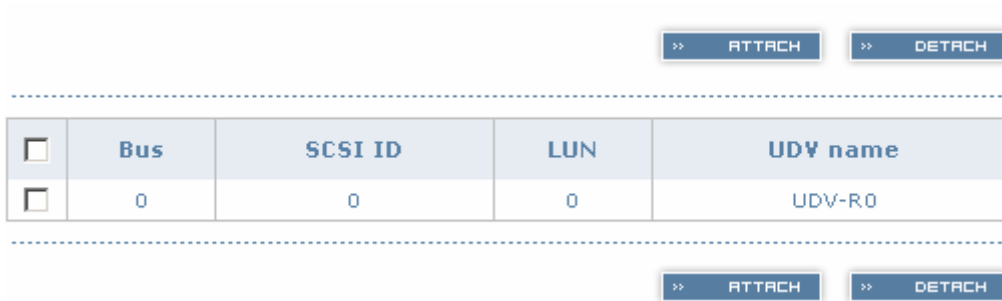 » ATTACH » DETACH
Bus SCSI ID LUN UDV name
0 0 0 UDV-R0
» ATTACH » DETACH